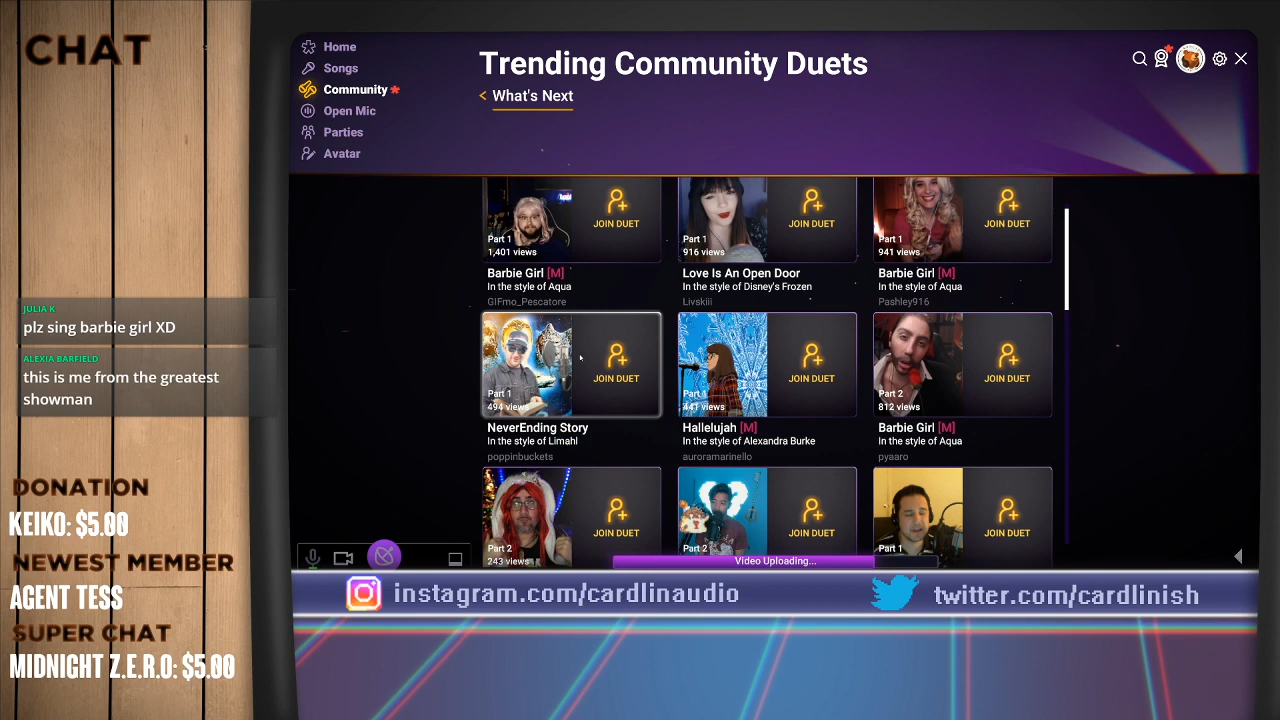 CHAT
JULIA K
plz sing barbie girl XD
ALEXIA BARFIELD
this is me from the greatest
showman
DONATION
KEIKO: $5.00
NEWEST MEMBER
AGENT TESS
SUPER CHAT
MIDNIGHT Z.E.R.O: $5.00
Home
Songs
Community
Open Mic
Parties
Avatar
Trending Community Duets
< What's Next
Part 1
1,401 views
JOIN DUET
Barbie Girl [M]
In the style of Aqua
GIFmo_Pescatore
Part 1
916 views
JOIN DUET
Love Is An Open Door
In the style of Disney's Frozen
Livskiii
Part 1
941 views
JOIN DUET
Barbie Girl [M]
In the style of Aqua
Pashley916
Part 1
494 views
JOIN DUET
NeverEnding Story
In the style of Limahl
poppinbuckets
Part 1
441 views
JOIN DUET
Hallelujah [M]
In the style of Alexandra Burke
auroramarinello
Part 2
812 views
JOIN DUET
Barbie Girl [M]
In the style of Aqua
pyaaro
Part 2
243 views
JOIN DUET
Part 2
JOIN DUET
Part 1
JOIN DUET
Video Uploading...
instagram.com/cardlinaudio
twitter.com/cardlinish